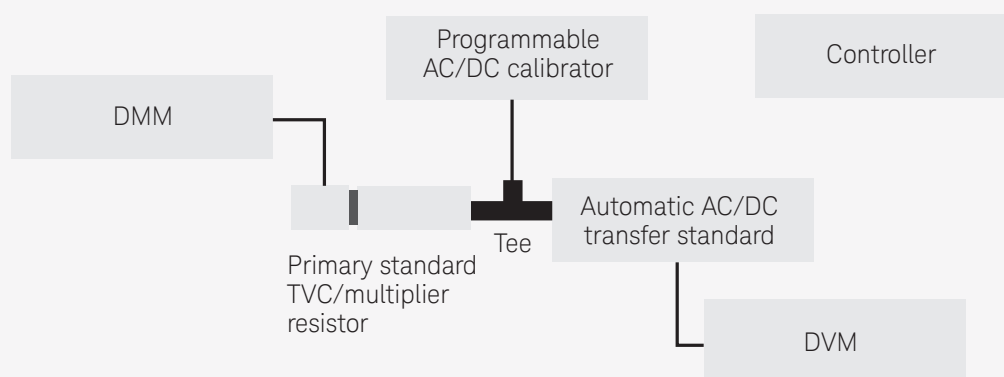 Programmable
AC/DC calibrator
Controller
DMM
Automatic AC/DC
transfer standard
Tee
Primary standard
TVC/multiplier
resistor
DVM